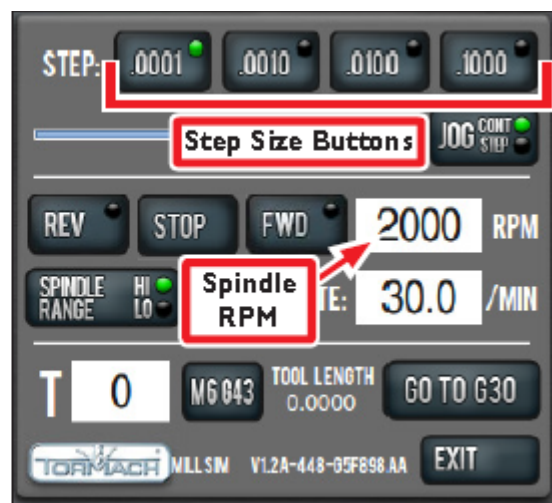 STEP: .0001 .0010 .0100 .1000
Step Size Buttons JOG CONT STEP
REV STOP FWD 2000 RPM
SPINDLE RANGE HI LO Spindle RPM TE: 30.0 /MIN
T 0 M6 G43 TOOL LENGTH 0.0000 GO TO G30
TORMACH MILL SIM V1.2A-448-G5F898.AA EXIT